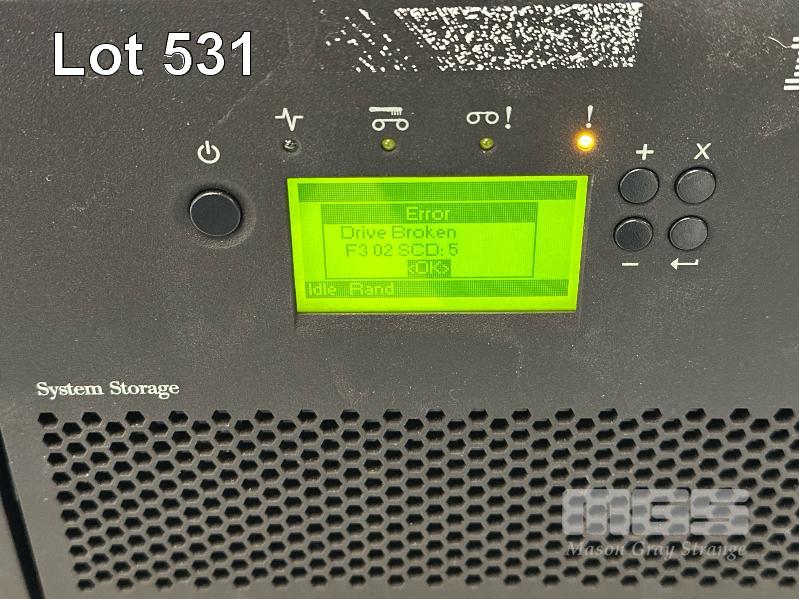 Lot 531
Error
Drive Broken
F3 02 SCD: 5
<OK>
Idle Rand
System Storage
MGS
Mason Gray Strange